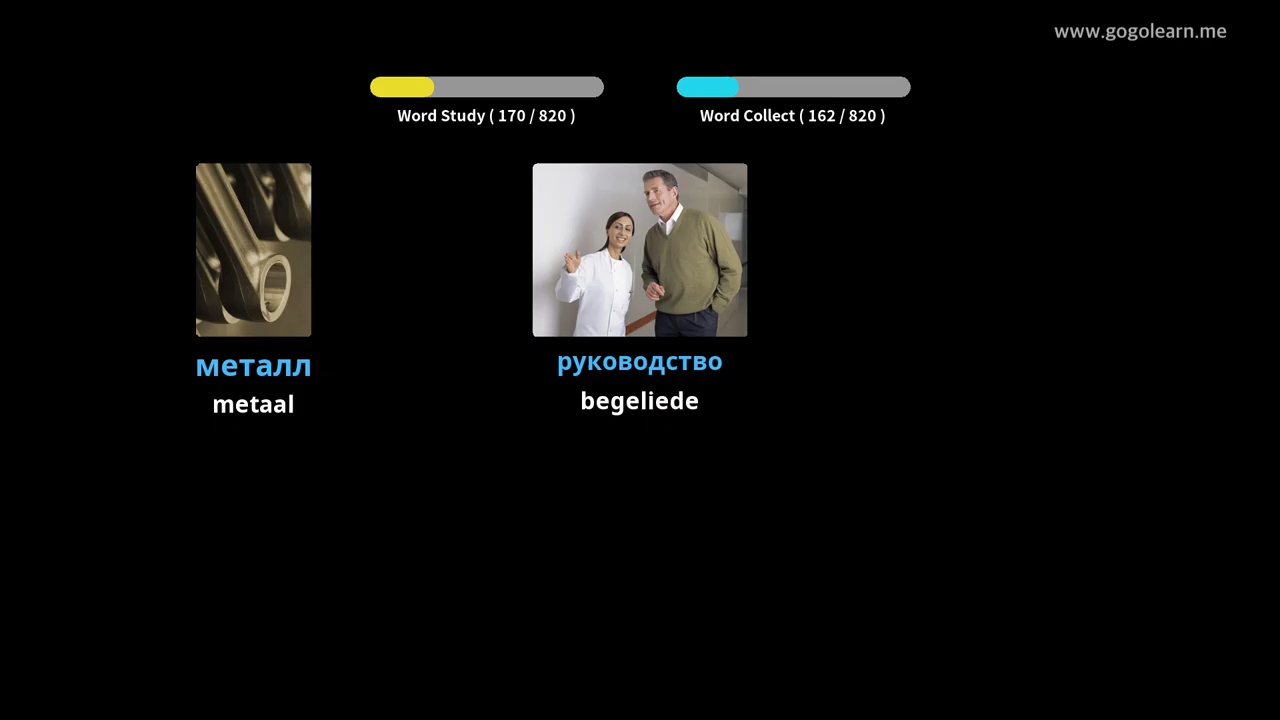 www.gogolearn.me
Word Study ( 170 / 820 )
Word Collect ( 162 / 820 )
металл
metaal
руководство
begeliede